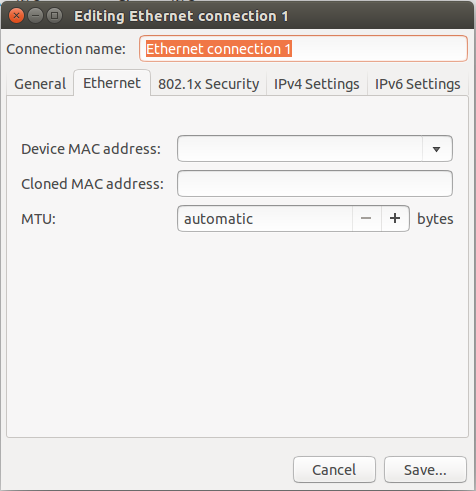 Editing Ethernet connection 1
Connection name: Ethernet connection 1
General Ethernet 802.1x Security IPv4 Settings IPv6 Settings
Device MAC address:
Cloned MAC address:
MTU: automatic − + bytes
Cancel Save...